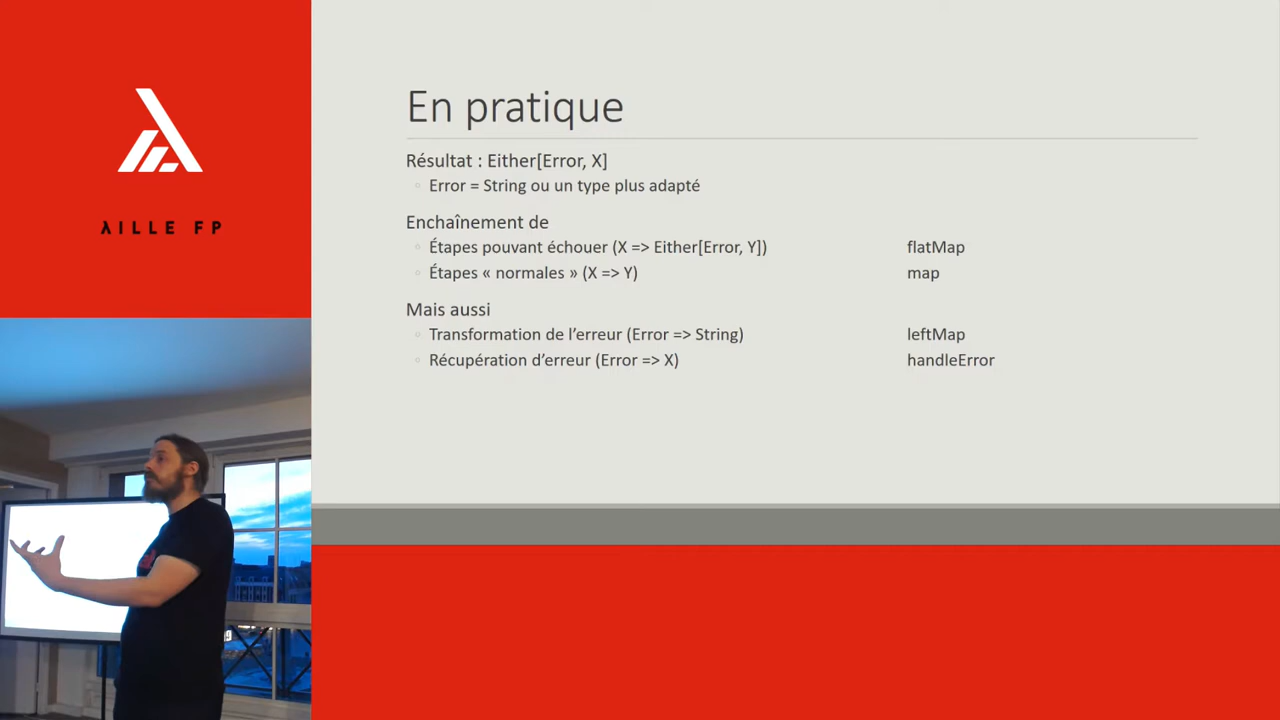 λILLE FP
En pratique
Résultat : Either[Error, X]
Error = String ou un type plus adapté
Enchaînement de
Étapes pouvant échouer (X => Either[Error, Y]) flatMap
Étapes « normales » (X => Y) map
Mais aussi
Transformation de l’erreur (Error => String) leftMap
Récupération d’erreur (Error => X) handleError